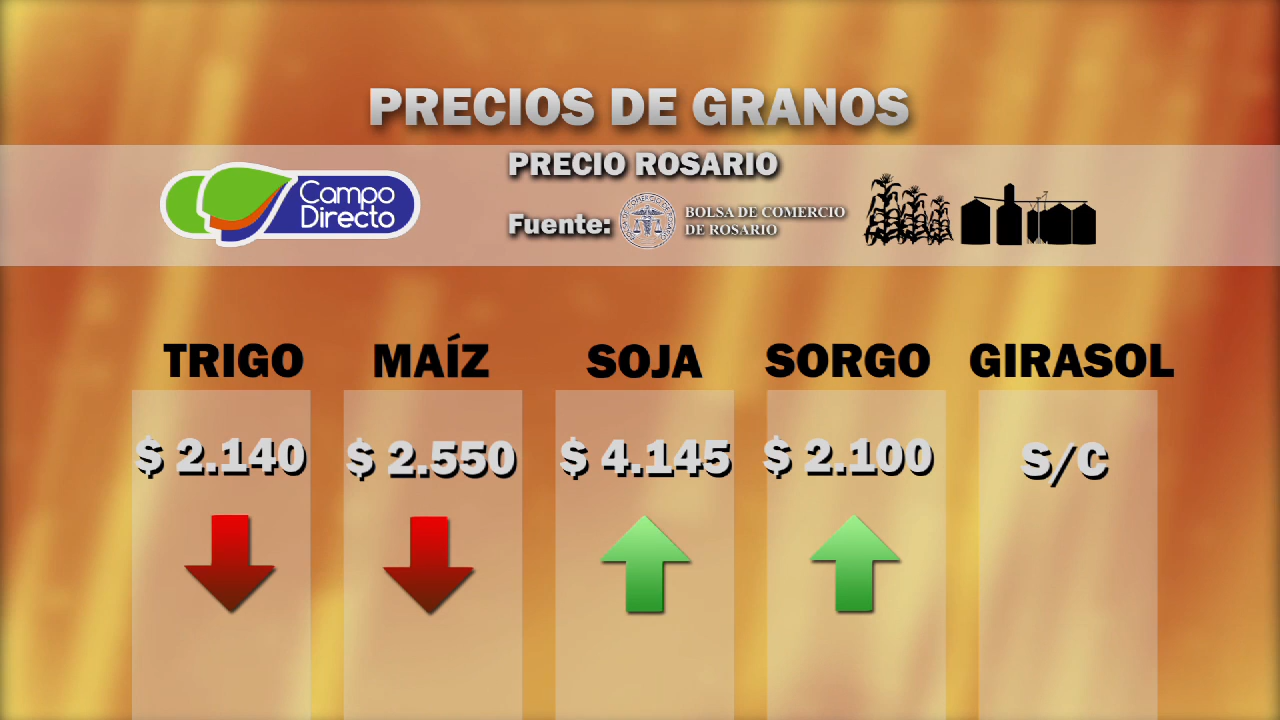 PRECIOS DE GRANOS
PRECIO ROSARIO
Campo
Directo
Fuente:
BOLSA DE COMERCIO
DE ROSARIO
TRIGO MAÍZ SOJA SORGO GIRASOL
$ 2.140 $ 2.550 $ 4.145 $ 2.100 S/C